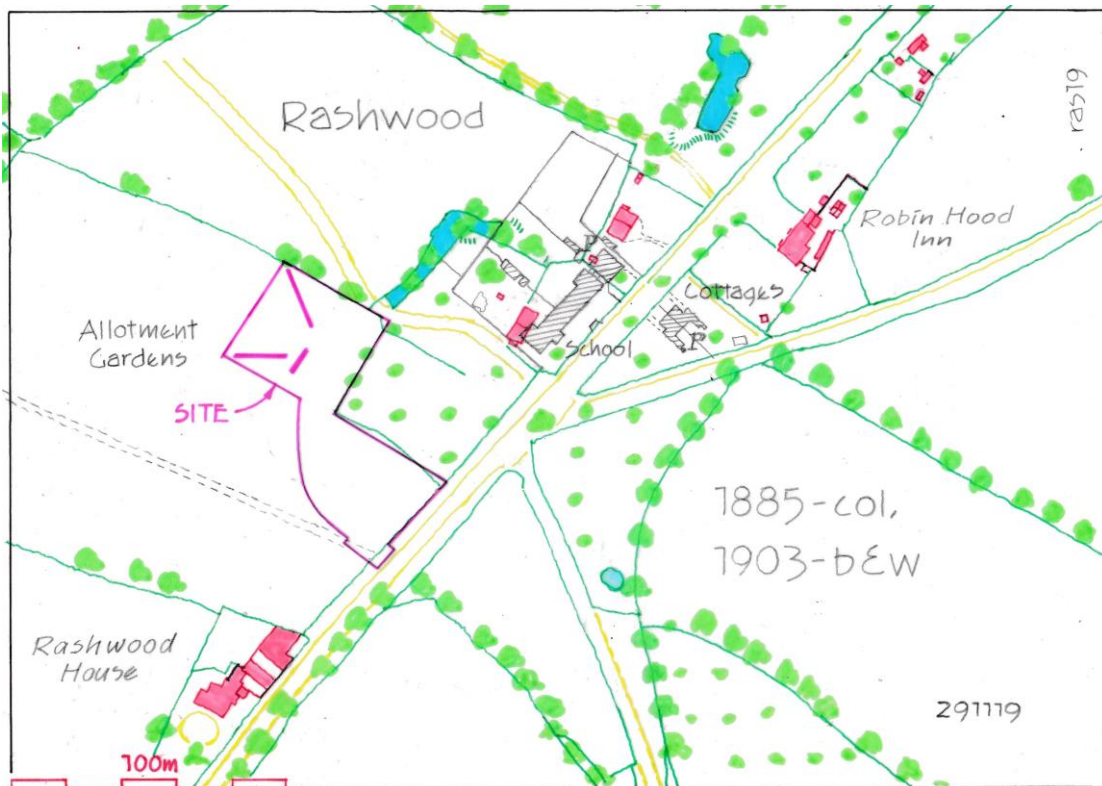 Rashwood
ras19
Robin Hood
Inn
P
Cottages
Allotment
Gardens
School
P
SITE
1885-col,
1903-b&W
Rashwood
House
291119
100m